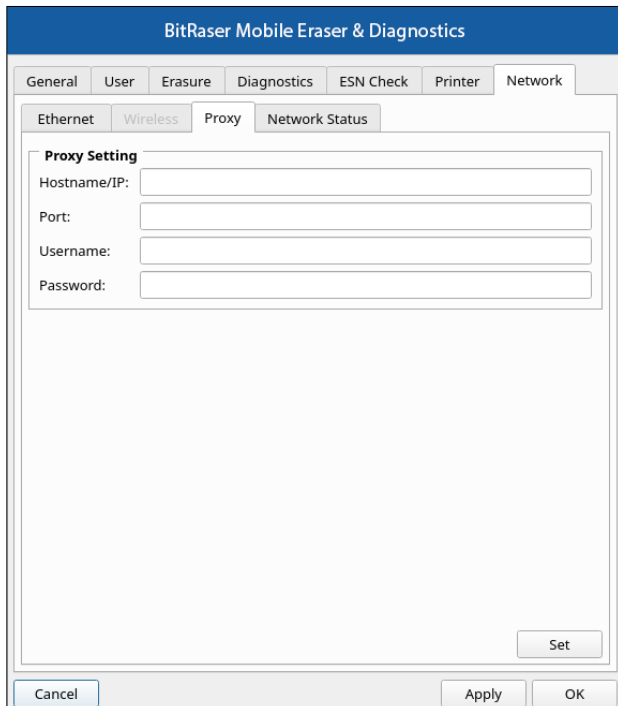 BitRaser Mobile Eraser & Diagnostics
General User Erasure Diagnostics ESN Check Printer Network
Ethernet Wireless Proxy Network Status
Proxy Setting
Hostname/IP:
Port:
Username:
Password:
Set
Cancel Apply OK